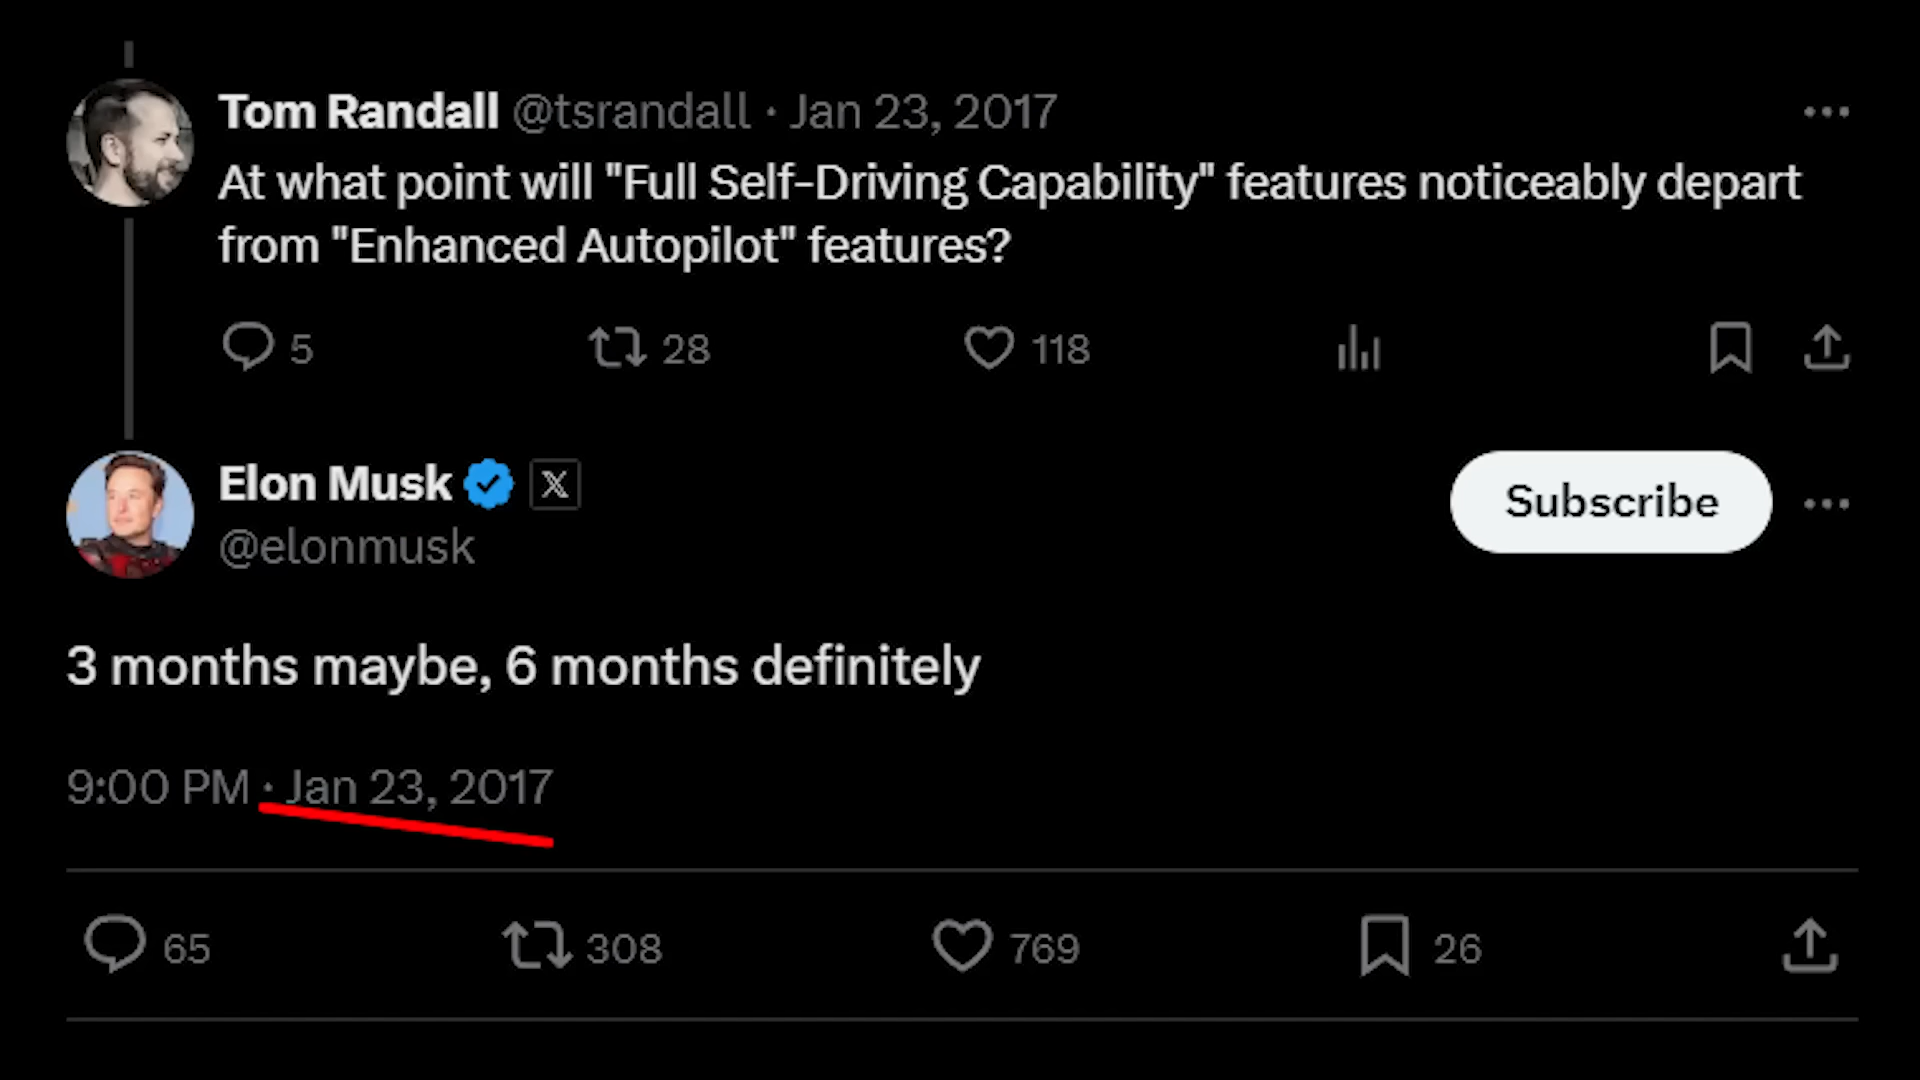 Tom Randall @tsrandall · Jan 23, 2017
At what point will "Full Self-Driving Capability" features noticeably depart
from "Enhanced Autopilot" features?
5 28 118
Elon Musk
@elonmusk
Subscribe
3 months maybe, 6 months definitely
9:00 PM · Jan 23, 2017
65 308 769 26